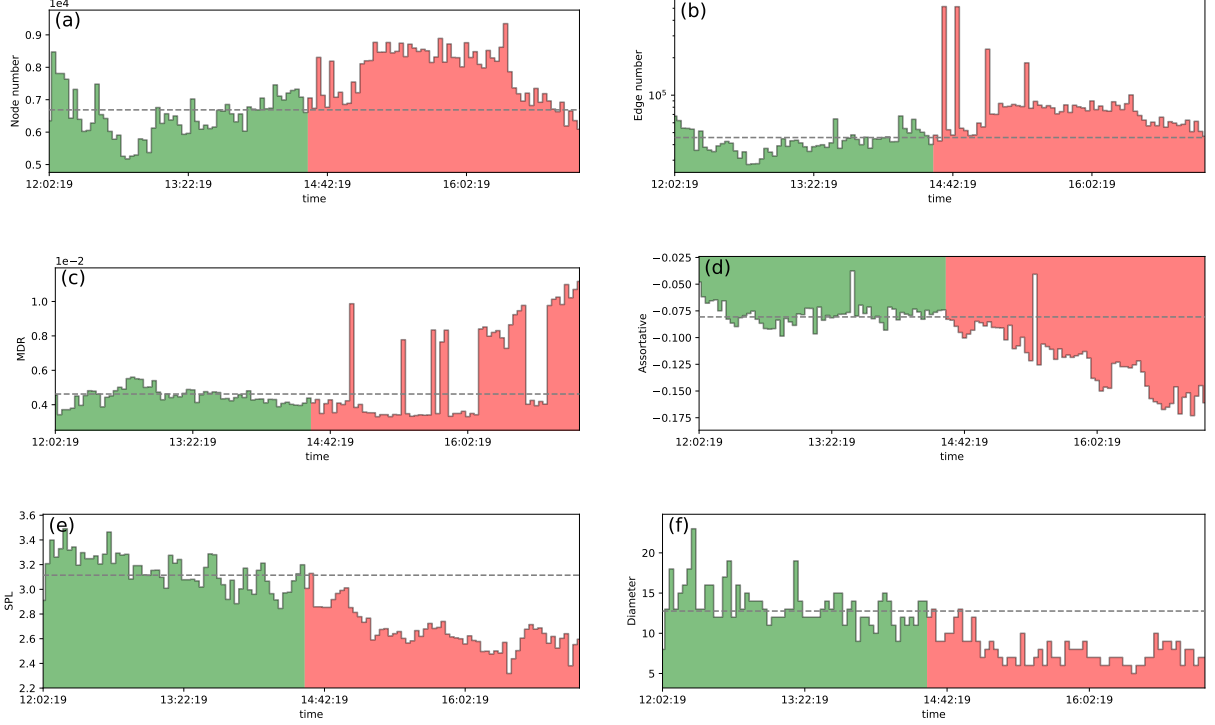 1e4
(a)
Node number
0.9
0.8
0.7
0.6
0.5
12:02:19 13:22:19 14:42:19 16:02:19
time
(b)
Edge number
10⁵
12:02:19 13:22:19 14:42:19 16:02:19
time
1e−2
(c)
MDR
1.0
0.8
0.6
0.4
12:02:19 13:22:19 14:42:19 16:02:19
time
(d)
Assortative
−0.025
−0.050
−0.075
−0.100
−0.125
−0.150
−0.175
12:02:19 13:22:19 14:42:19 16:02:19
time
(e)
SPL
3.6
3.4
3.2
3.0
2.8
2.6
2.4
2.2
12:02:19 13:22:19 14:42:19 16:02:19
time
(f)
Diameter
20
15
10
5
12:02:19 13:22:19 14:42:19 16:02:19
time